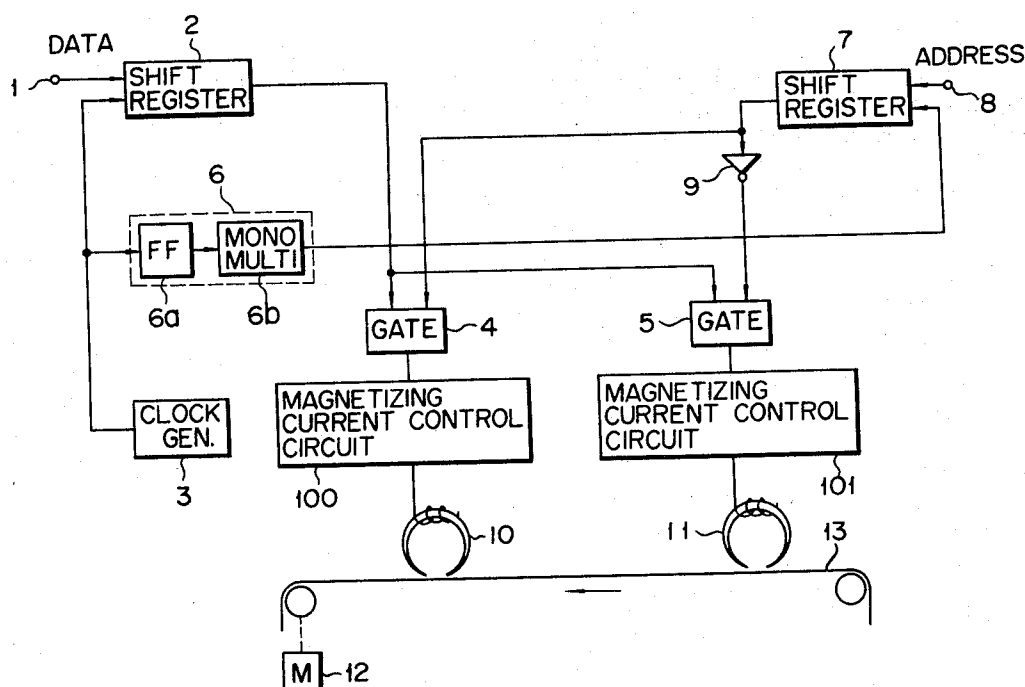 DATA
1
2
SHIFT
REGISTER
7
SHIFT
REGISTER
ADDRESS
8
9
6
FF
MONO
MULTI
6a
6b
GATE
4
5
GATE
CLOCK
GEN.
3
MAGNETIZING
CURRENT CONTROL
CIRCUIT
100
MAGNETIZING
CURRENT CONTROL
CIRCUIT
101
10
11
13
M
12